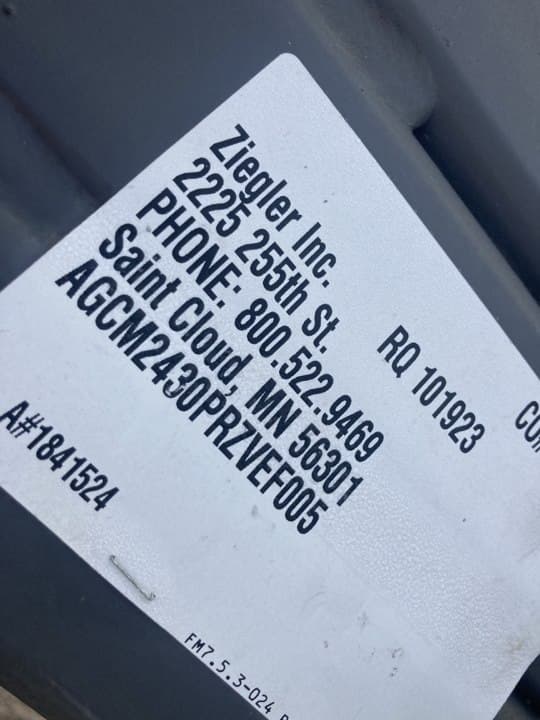 Ziegler Inc.
2225 255th St.
PHONE: 800.522.9469
Saint Cloud, MN 56301
AGCM2430PRZVEF005
RQ 101923
A#1841524
FM7.5.3-024